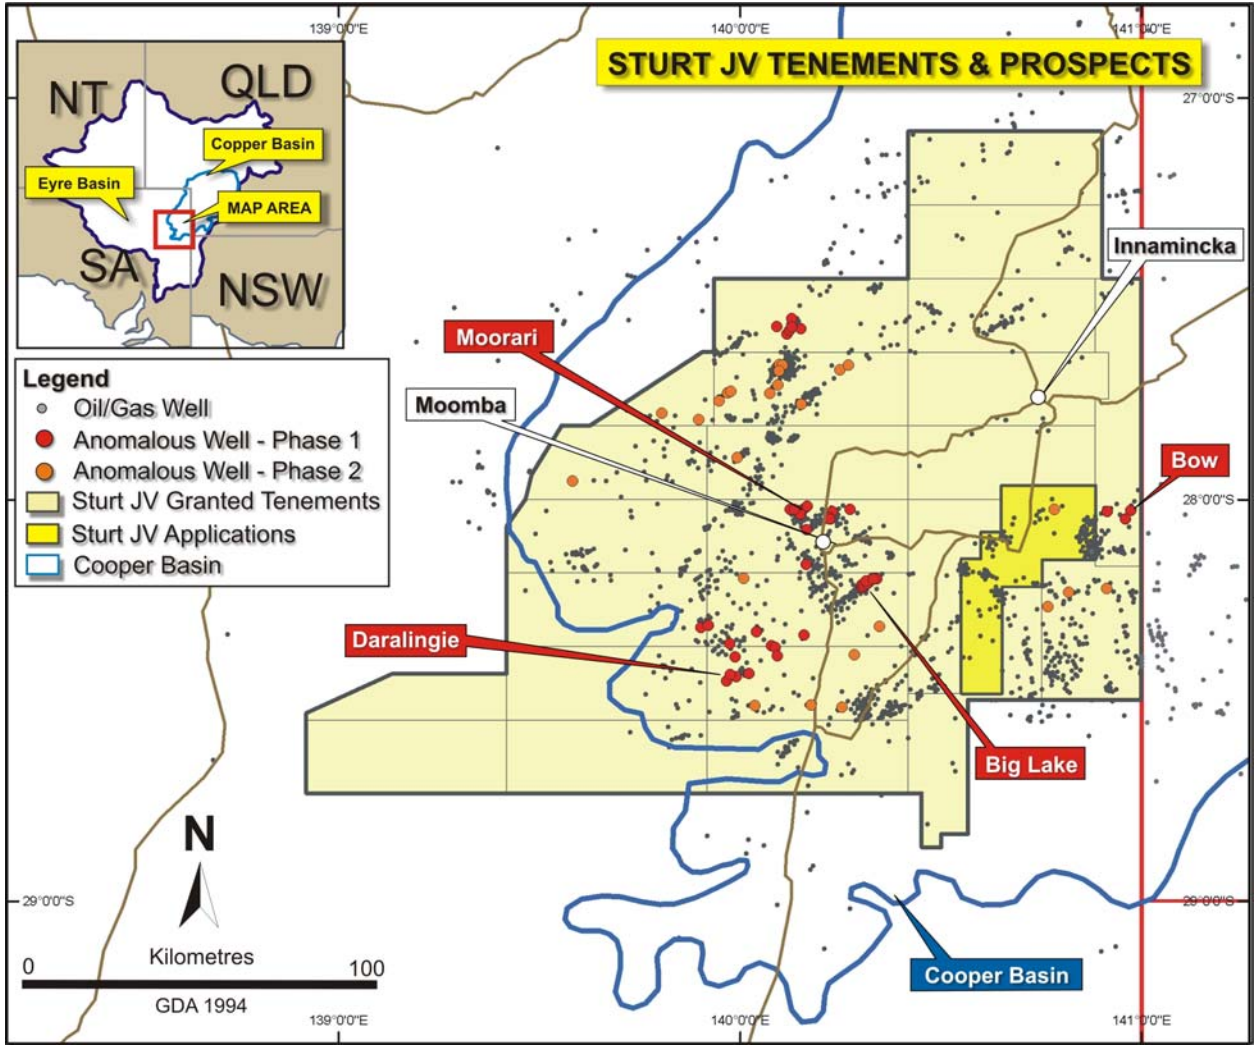 139°0'0"E
140°0'0"E
141°0'0"E
STURT JV TENEMENTS & PROSPECTS
27°0'0"S
NT
QLD
Copper Basin
Eyre Basin
MAP AREA
SA
NSW
Innamincka
Moorari
Moomba
Legend
Oil/Gas Well
Anomalous Well - Phase 1
Anomalous Well - Phase 2
Sturt JV Granted Tenements
Sturt JV Applications
Cooper Basin
Bow
28°0'0"S
Daralingie
Big Lake
N
29°0'0"S
29°0'0"S
Kilometres
0 100
GDA 1994
Cooper Basin
139°0'0"E
140°0'0"E
141°0'0"E